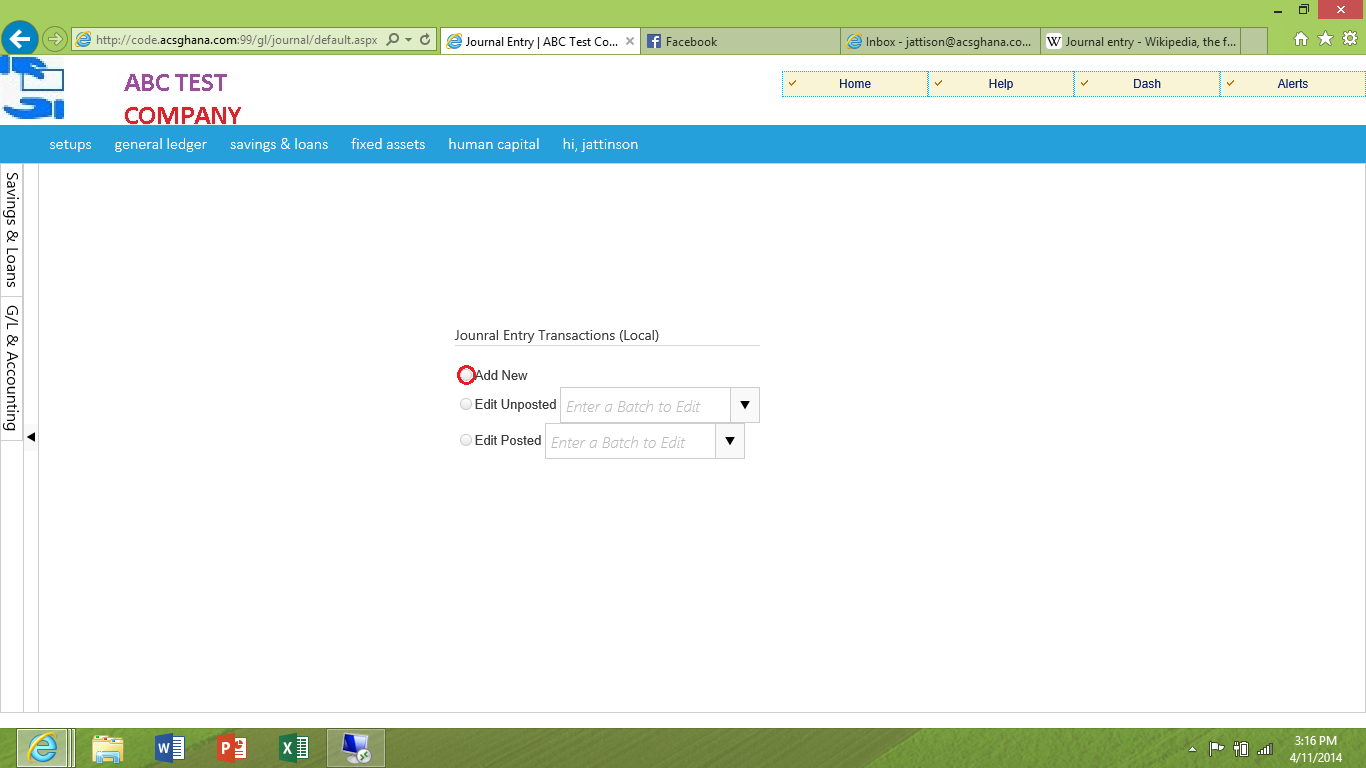 http://code.acsghana.com:99/gl/journal/default.aspx
Journal Entry | ABC Test Co...
Facebook
Inbox - jattison@acsghana.co...
Journal entry - Wikipedia, the f...
ABC TEST
COMPANY
Home
Help
Dash
Alerts
setups
general ledger
savings & loans
fixed assets
human capital
hi, jattinson
Savings & Loans
G/L & Accounting
Jounral Entry Transactions (Local)
Add New
Edit Unposted
Enter a Batch to Edit
Edit Posted
Enter a Batch to Edit
3:16 PM
4/11/2014